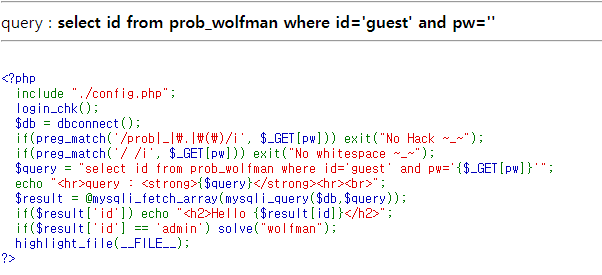 query : select id from prob_wolfman where id='guest' and pw=''
<?php
include "./config.php";
login_chk();
$db = dbconnect();
if(preg_match('/prob|_|₩.|₩(₩)/i', $_GET[pw])) exit("No Hack ~_~");
if(preg_match('/ /i', $_GET[pw])) exit("No whitespace ~_~");
$query = "select id from prob_wolfman where id='guest' and pw='{$_GET[pw]}'";
echo "<hr>query : <strong>{$query}</strong><hr><br>";
$result = @mysqli_fetch_array(mysqli_query($db,$query));
if($result['id']) echo "<h2>Hello {$result[id]}</h2>";
if($result['id'] == 'admin') solve("wolfman");
highlight_file(__FILE__);
?>